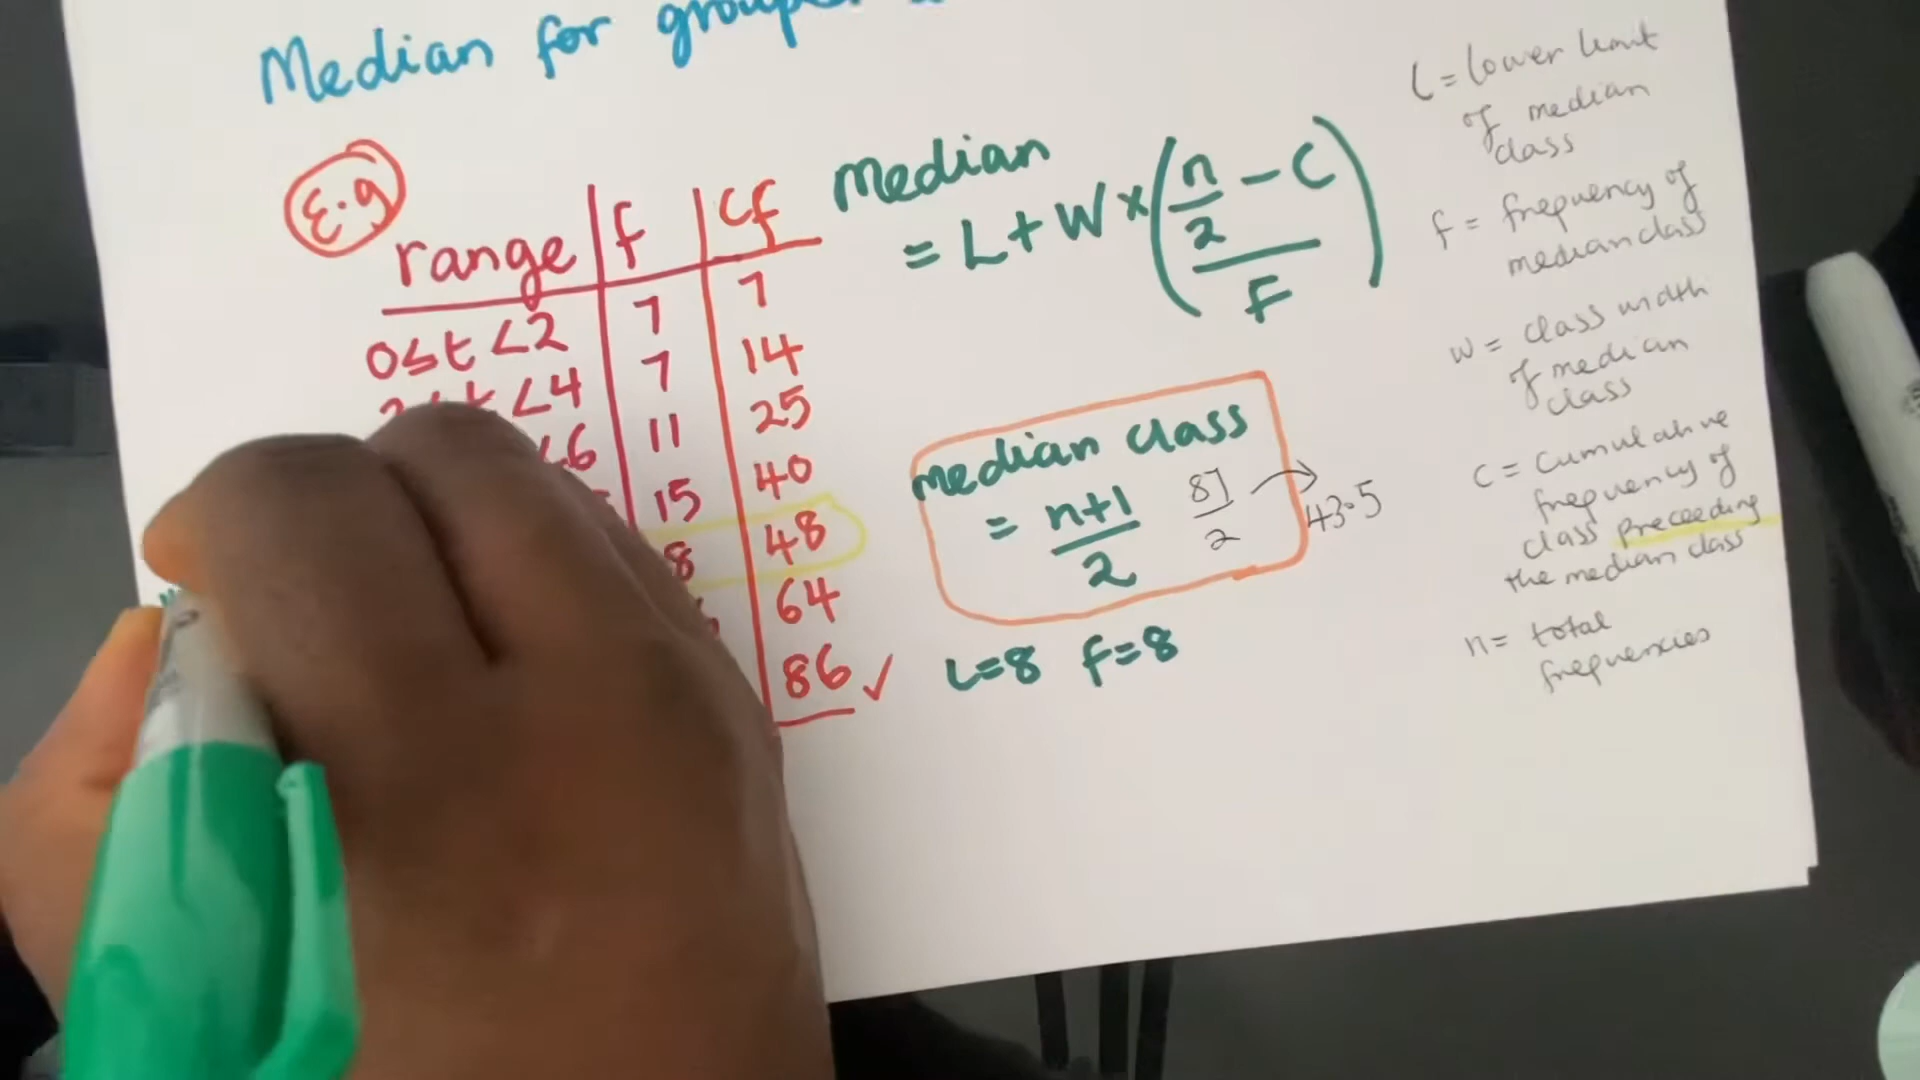 Median for
E.g
range f cf
0≤t<2 7 7
<4 7 14
<6 11 25
15 40
8 48
64
86 ✓
Median
= L + W × (n/2 - C / F)
median class
= n+1/2 87/2 → 43.5
L=8 f=8
L = lower limit
of median
class
f = frequency of
median class
w = class width
of median
class
C = cumulative
frequency of
class preceeding
the median class
n = total
frequencies